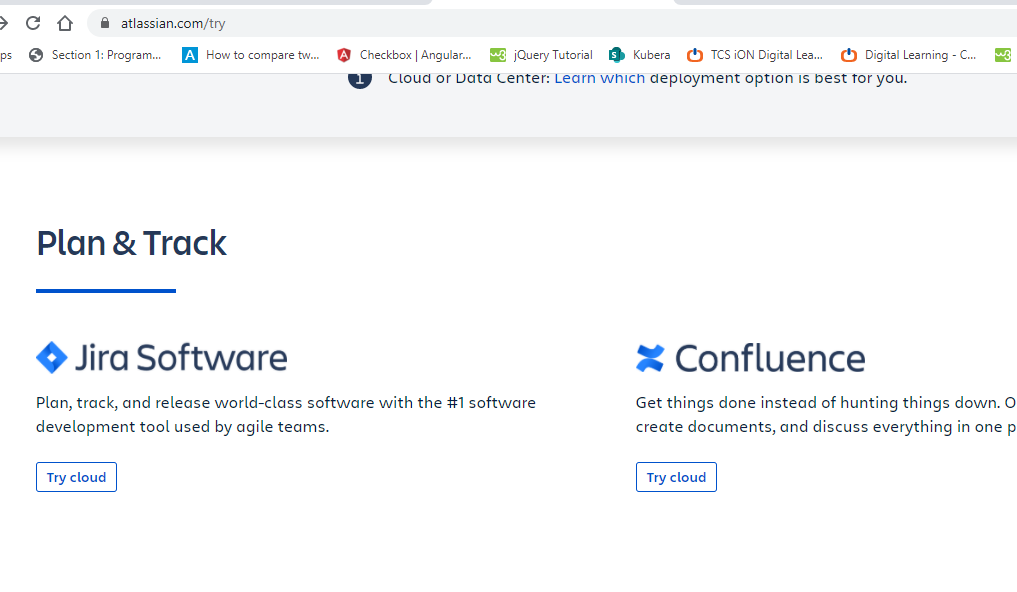 atlassian.com/try
ps Section 1: Program... A How to compare tw... Checkbox | Angular... jQuery Tutorial Kubera TCS iON Digital Lea... Digital Learning - C...
Cloud or Data Center: Learn which deployment option is best for you.
Plan & Track
Jira Software
Plan, track, and release world-class software with the #1 software
development tool used by agile teams.
Try cloud
Confluence
Get things done instead of hunting things down. O
create documents, and discuss everything in one p
Try cloud